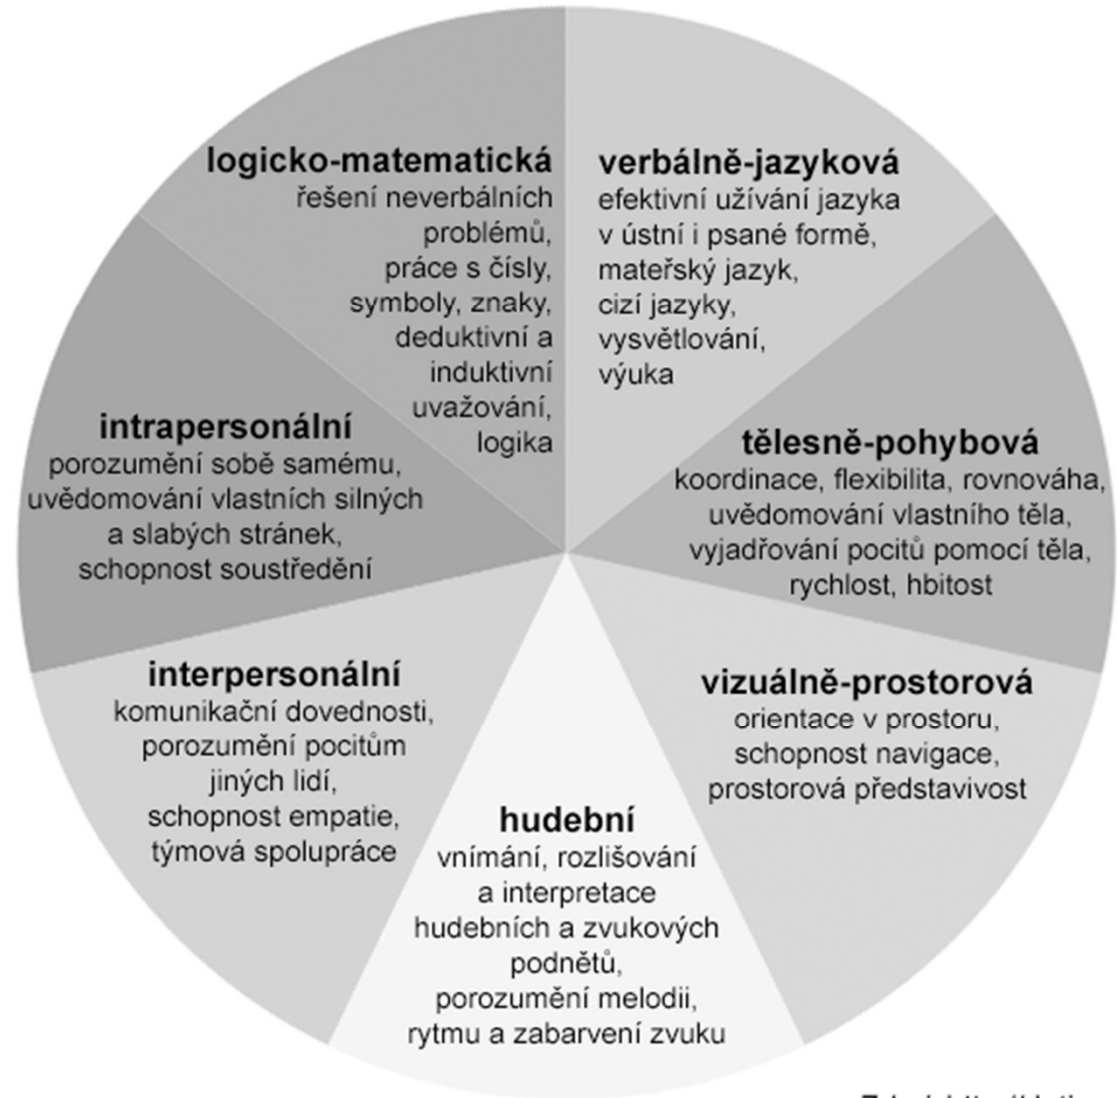 logicko-matematická
řešení neverbálních
problémů,
práce s čísly,
symboly, znaky,
deduktivní a
induktivní
uvažování,
logika
verbálně-jazyková
efektivní užívání jazyka
v ústní i psané formě,
mateřský jazyk,
cizí jazyky,
vysvětlování,
výuka
intrapersonální
porozumění sobě samému,
uvědomování vlastních silných
a slabých stránek,
schopnost soustředění
tělesně-pohybová
koordinace, flexibilita, rovnováha,
uvědomování vlastního těla,
vyjadřování pocitů pomocí těla,
rychlost, hbitost
interpersonální
komunikační dovednosti,
porozumění pocitům
jiných lidí,
schopnost empatie,
týmová spolupráce
vizuálně-prostorová
orientace v prostoru,
schopnost navigace,
prostorová představivost
hudební
vnímání, rozlišování
a interpretace
hudebních a zvukových
podnětů,
porozumění melodii,
rytmu a zabarvení zvuku